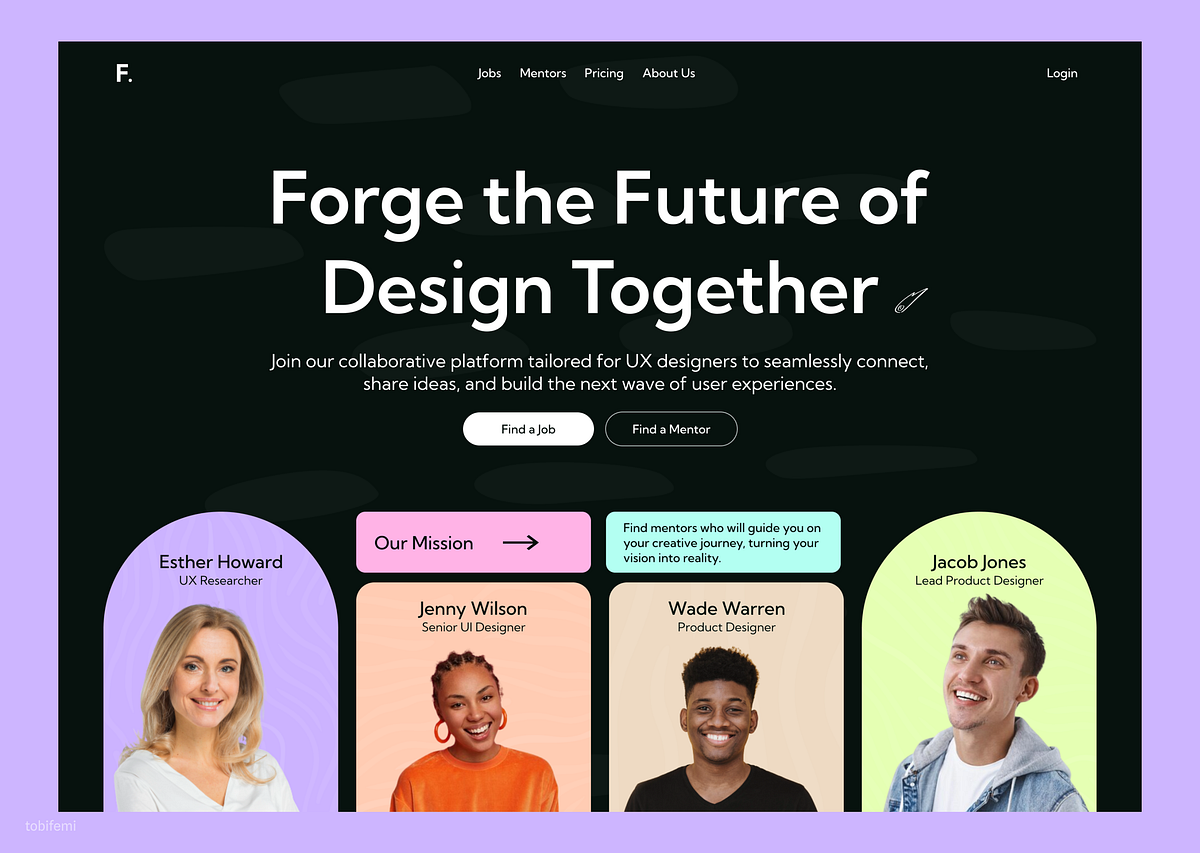 F.
Jobs Mentors Pricing About Us
Login
Forge the Future of
Design Together
Join our collaborative platform tailored for UX designers to seamlessly connect,
share ideas, and build the next wave of user experiences.
Find a Job
Find a Mentor
Esther Howard
UX Researcher
Our Mission
Find mentors who will guide you on
your creative journey, turning your
vision into reality.
Jenny Wilson
Senior UI Designer
Wade Warren
Product Designer
Jacob Jones
Lead Product Designer
tobifemi